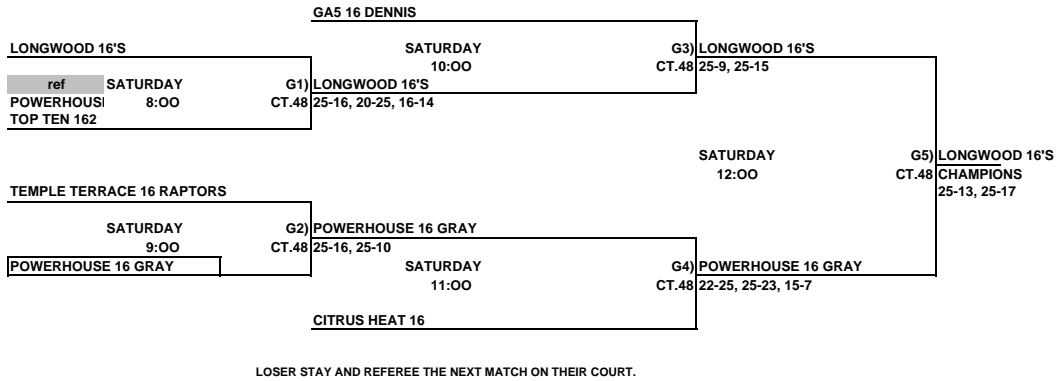 GA5 16 DENNIS
LONGWOOD 16'S
SATURDAY
10:OO
G3) LONGWOOD 16'S
CT.48 25-9, 25-15
ref SATURDAY
POWERHOUS 8:OO
TOP TEN 162
G1) LONGWOOD 16'S
CT.48 25-16, 20-25, 16-14
SATURDAY
12:OO
G5) LONGWOOD 16'S
CT.48 CHAMPIONS
25-13, 25-17
TEMPLE TERRACE 16 RAPTORS
SATURDAY
9:OO
G2) POWERHOUSE 16 GRAY
CT.48 25-16, 25-10
POWERHOUSE 16 GRAY
SATURDAY
11:OO
G4) POWERHOUSE 16 GRAY
CT.48 22-25, 25-23, 15-7
CITRUS HEAT 16
LOSER STAY AND REFEREE THE NEXT MATCH ON THEIR COURT.